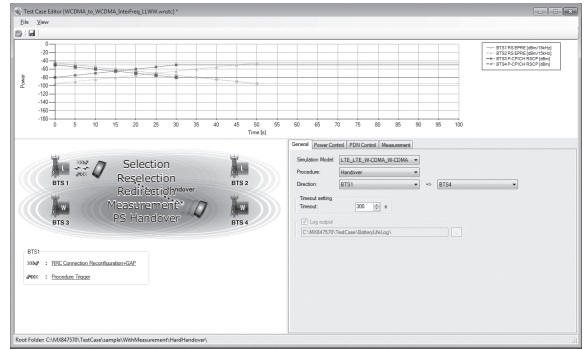 Test Case Editor [WCDMA_to_WCDMA_InterFreq_LLWW.wnstc] *
File View
0
-20
-40
-60
-80
-100
-120
-140
-160
-180
Power
0 5 10 15 20 25 30 35 40 45 50 55 60 65 70 75 80 85 90 95 100
Time [s]
BTS1 RS EPRE [dBm/15kHz]
BTS2 RS EPRE [dBm/15kHz]
BTS3 P-CPICH RSCP [dBm]
BTS4 P-CPICH RSCP [dBm]
L
BTS 1
L
BTS 2
W
BTS 3
W
BTS 4
Selection
Reselection
Redirection
Handover
Measurement
PS Handover
BTS1
: RRC Connection Reconfiguration+GAP
: Procedure Trigger
General Power Control PDN Control Measurement
Simulation Model: LTE_LTE_W-CDMA_W-CDMA
Procedure: Handover
Direction: BTS1 <=> BTS4
Timeout setting
Timeout: 300 s
Log output
C:\MX847570\TestCase\BatteryLifeLog\
...
Root Folder: C:\MX847570\TestCase\sample\WithMeasurement\HardHandover\